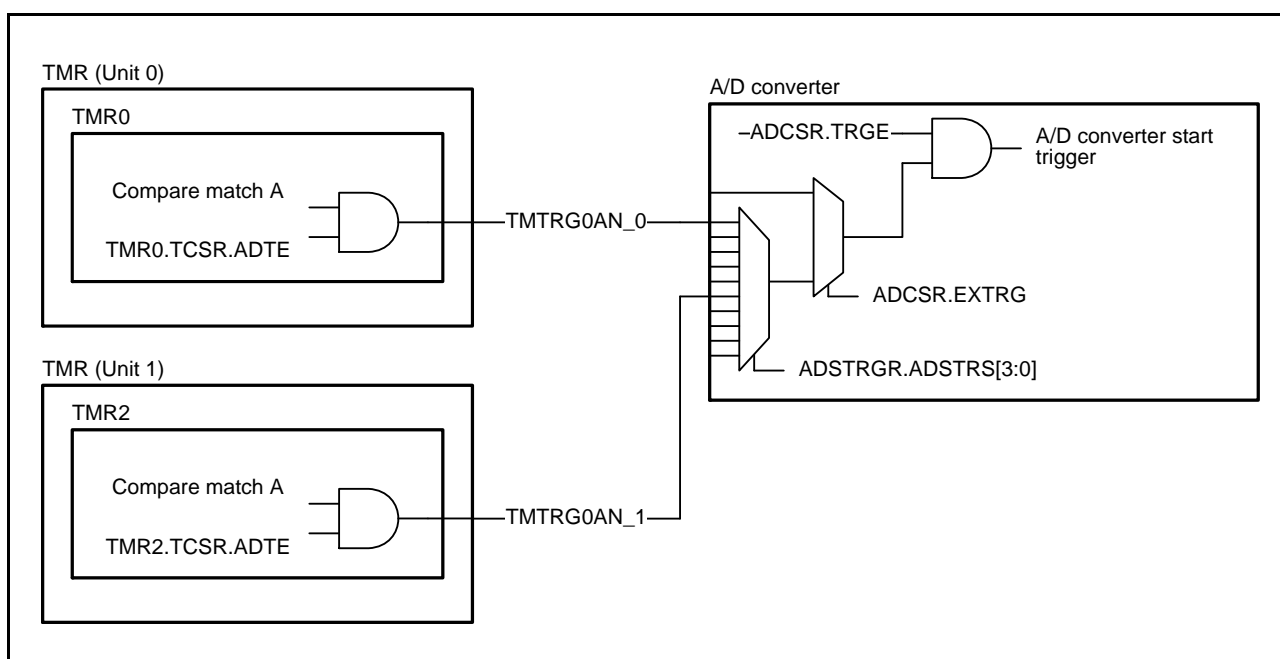 TMR (Unit 0)
TMR0
Compare match A
TMR0.TCSR.ADTE
TMTRG0AN_0
A/D converter
–ADCSR.TRGE
A/D converter start
trigger
ADCSR.EXTRG
ADSTRGR.ADSTRS[3:0]
TMR (Unit 1)
TMR2
Compare match A
TMR2.TCSR.ADTE
TMTRG0AN_1